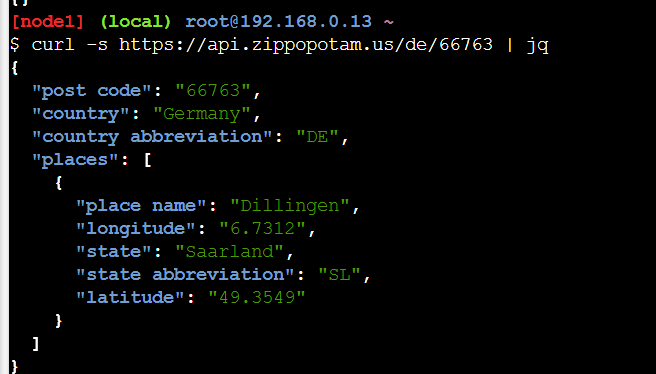 {}
[node1] (local) root@192.168.0.13 ~
$ curl -s https://api.zippopotam.us/de/66763 | jq
{
  "post code": "66763",
  "country": "Germany",
  "country abbreviation": "DE",
  "places": [
    {
      "place name": "Dillingen",
      "longitude": "6.7312",
      "state": "Saarland",
      "state abbreviation": "SL",
      "latitude": "49.3549"
    }
  ]
}